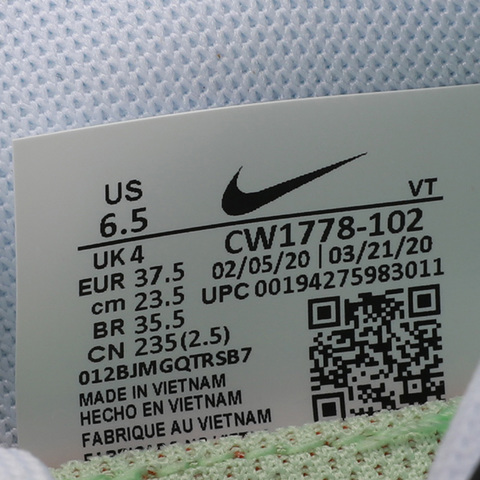 US
6.5
VT
UK 4
EUR 37.5
cm 23.5
BR 35.5
CN 235(2.5)
CW1778-102
02/05/20 | 03/21/20
UPC 00194275983011
012BJMGQTRSB7
MADE IN VIETNAM
HECHO EN VIETNAM
FABRIQUE AU VIETNAM